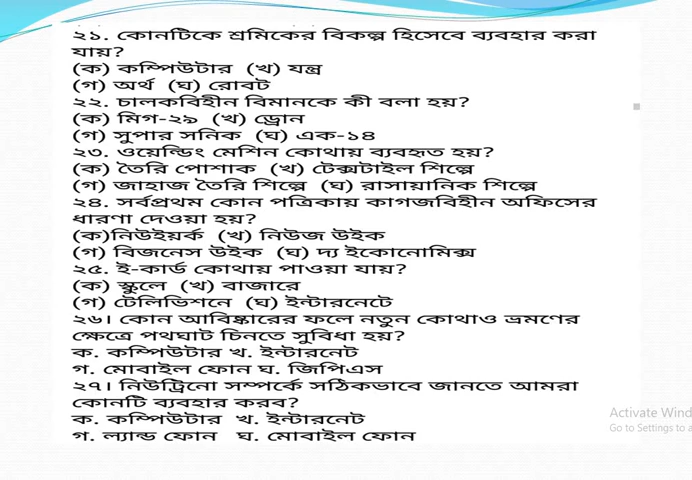 ২১. কোনটিকে শ্রমিকের বিকল্প হিসেবে ব্যবহার করা
যায়?
(ক) কম্পিউটার (খ) যন্ত্র
(গ) অর্থ (ঘ) রোবট
২২. চালকবিহীন বিমানকে কী বলা হয়?
(ক) মিগ-২৯ (খ) ড্রোন
(গ) সুপার সনিক (ঘ) এক-১৪
২৩. ওয়েল্ডিং মেশিন কোথায় ব্যবহৃত হয়?
(ক) তৈরি পোশাক (খ) টেক্সটাইল শিল্পে
(গ) জাহাজ তৈরি শিল্পে (ঘ) রাসায়ানিক শিল্পে
২৪. সর্বপ্রথম কোন পত্রিকায় কাগজবিহীন অফিসের
ধারণা দেওয়া হয়?
(ক)নিউইয়র্ক (খ) নিউজ উইক
(গ) বিজনেস উইক (ঘ) দ্য ইকোনোমিক্স
২৫. ই-কার্ড কোথায় পাওয়া যায়?
(ক) স্কুলে (খ) বাজারে
(গ) টেলিভিশনে (ঘ) ইন্টারনেটে
২৬। কোন আবিষ্কারের ফলে নতুন কোথাও ভ্রমণের
ক্ষেত্রে পথঘাট চিনতে সুবিধা হয়?
ক. কম্পিউটার খ. ইন্টারনেট
গ. মোবাইল ফোন ঘ. জিপিএস
২৭। নিউট্রিনো সম্পর্কে সঠিকভাবে জানতে আমরা
কোনটি ব্যবহার করব?
ক. কম্পিউটার খ. ইন্টারনেট
গ. ল্যান্ড ফোন ঘ. মোবাইল ফোন
Activate Wind
Go to Settings to a